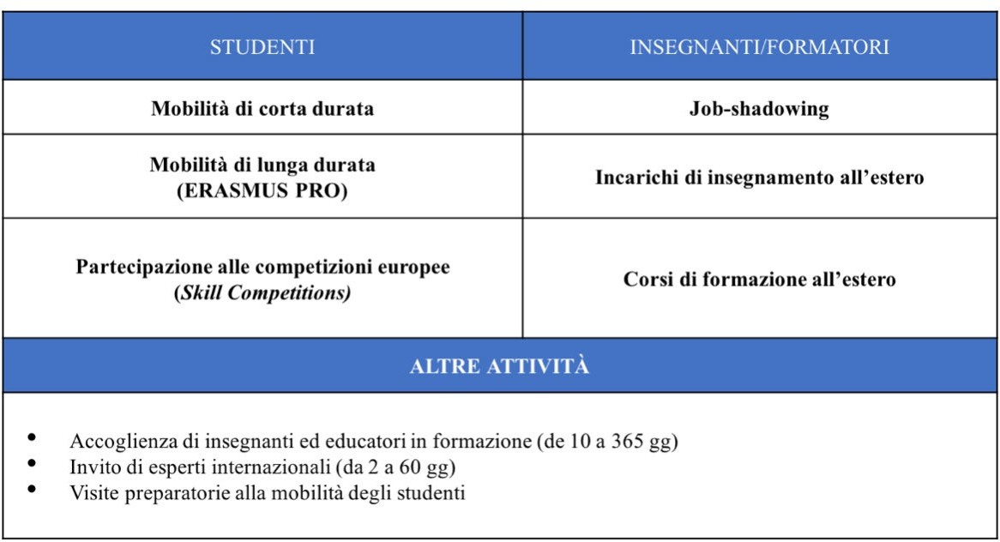 STUDENTI
INSEGNANTI/FORMATORI
Mobilità di corta durata
Job-shadowing
Mobilità di lunga durata
(ERASMUS PRO)
Incarichi di insegnamento all’estero
Partecipazione alle competizioni europee
(Skill Competitions)
Corsi di formazione all’estero
ALTRE ATTIVITÀ
• Accoglienza di insegnanti ed educatori in formazione (de 10 a 365 gg)
• Invito di esperti internazionali (da 2 a 60 gg)
• Visite preparatorie alla mobilità degli studenti